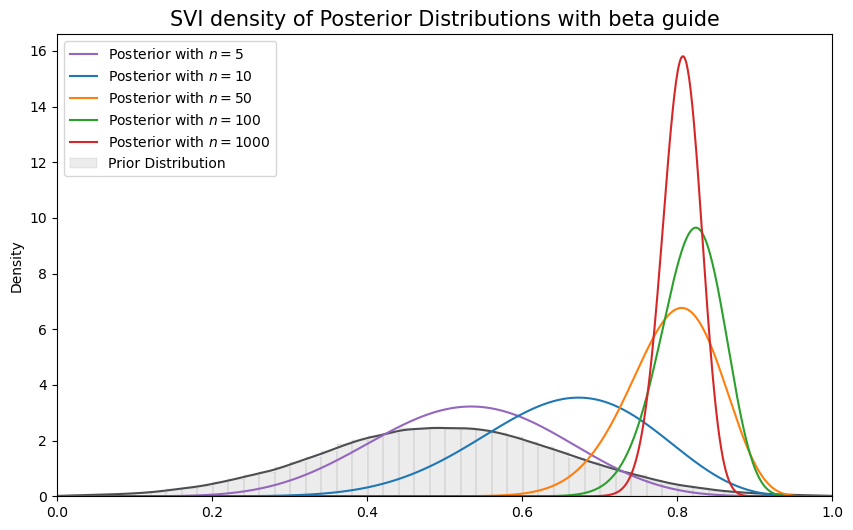 SVI density of Posterior Distributions with beta guide
Posterior with n = 5
Posterior with n = 10
Posterior with n = 50
Posterior with n = 100
Posterior with n = 1000
Prior Distribution
Density
16
14
12
10
8
6
4
2
0
0.0 0.2 0.4 0.6 0.8 1.0